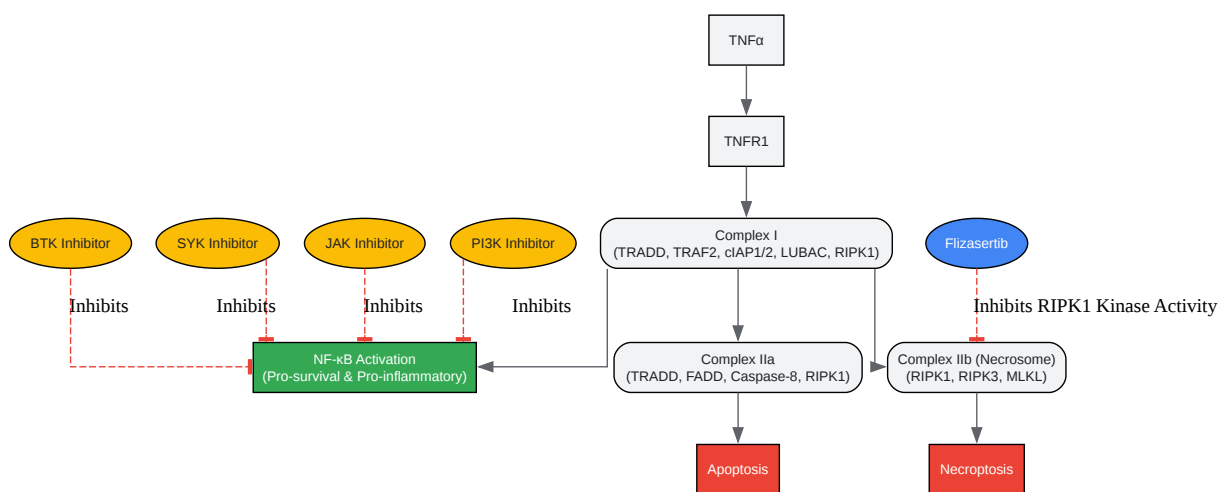 TNFα
TNFR1
BTK Inhibitor
SYK Inhibitor
JAK Inhibitor
PI3K Inhibitor
Complex I
(TRADD, TRAF2, cIAP1/2, LUBAC, RIPK1)
Flizasertib
Inhibits
Inhibits
Inhibits
Inhibits
Inhibits RIPK1 Kinase Activity
NF-κB Activation
(Pro-survival & Pro-inflammatory)
Complex IIa
(TRADD, FADD, Caspase-8, RIPK1)
Complex IIb (Necrosome)
(RIPK1, RIPK3, MLKL)
Apoptosis
Necroptosis